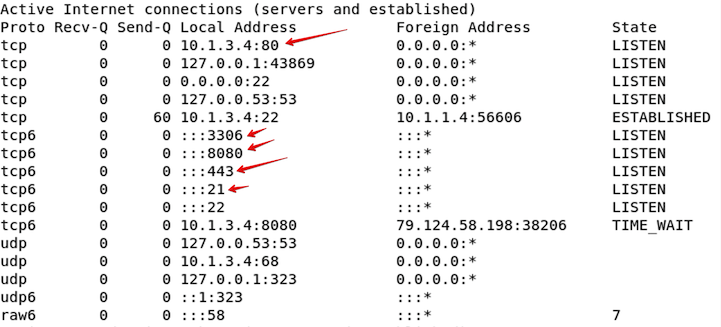 Active Internet connections (servers and established)
Proto Recv-Q Send-Q Local Address Foreign Address State
tcp 0 0 10.1.3.4:80 0.0.0.0:* LISTEN
tcp 0 0 127.0.0.1:43869 0.0.0.0:* LISTEN
tcp 0 0 0.0.0.0:22 0.0.0.0:* LISTEN
tcp 0 0 127.0.0.53:53 0.0.0.0:* LISTEN
tcp 0 60 10.1.3.4:22 10.1.1.4:56606 ESTABLISHED
tcp6 0 0 :::3306 :::* LISTEN
tcp6 0 0 :::8080 :::* LISTEN
tcp6 0 0 :::443 :::* LISTEN
tcp6 0 0 :::21 :::* LISTEN
tcp6 0 0 :::22 :::* LISTEN
tcp6 0 0 10.1.3.4:8080 79.124.58.198:38206 TIME_WAIT
udp 0 0 127.0.0.53:53 0.0.0.0:*
udp 0 0 10.1.3.4:68 0.0.0.0:*
udp 0 0 127.0.0.1:323 0.0.0.0:*
udp6 0 0 ::1:323 :::*
raw6 0 0 :::58 :::* 7